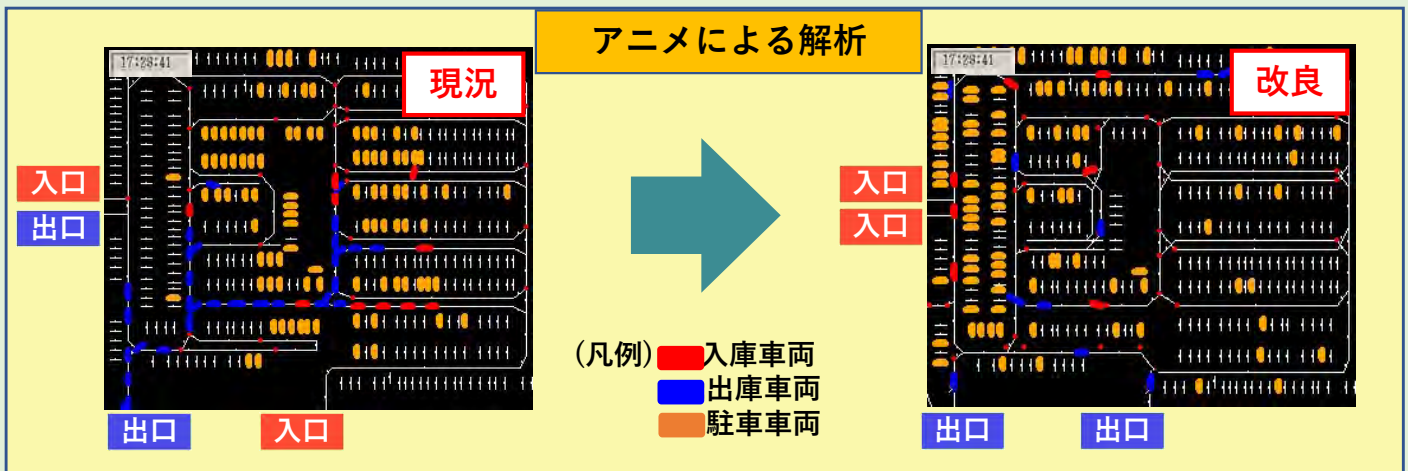 アニメによる解析
17:28:41
現況
入口
出口
出口
入口
17:28:41
改良
入口
入口
出口
出口
(凡例)
入庫車両
出庫車両
駐車車両